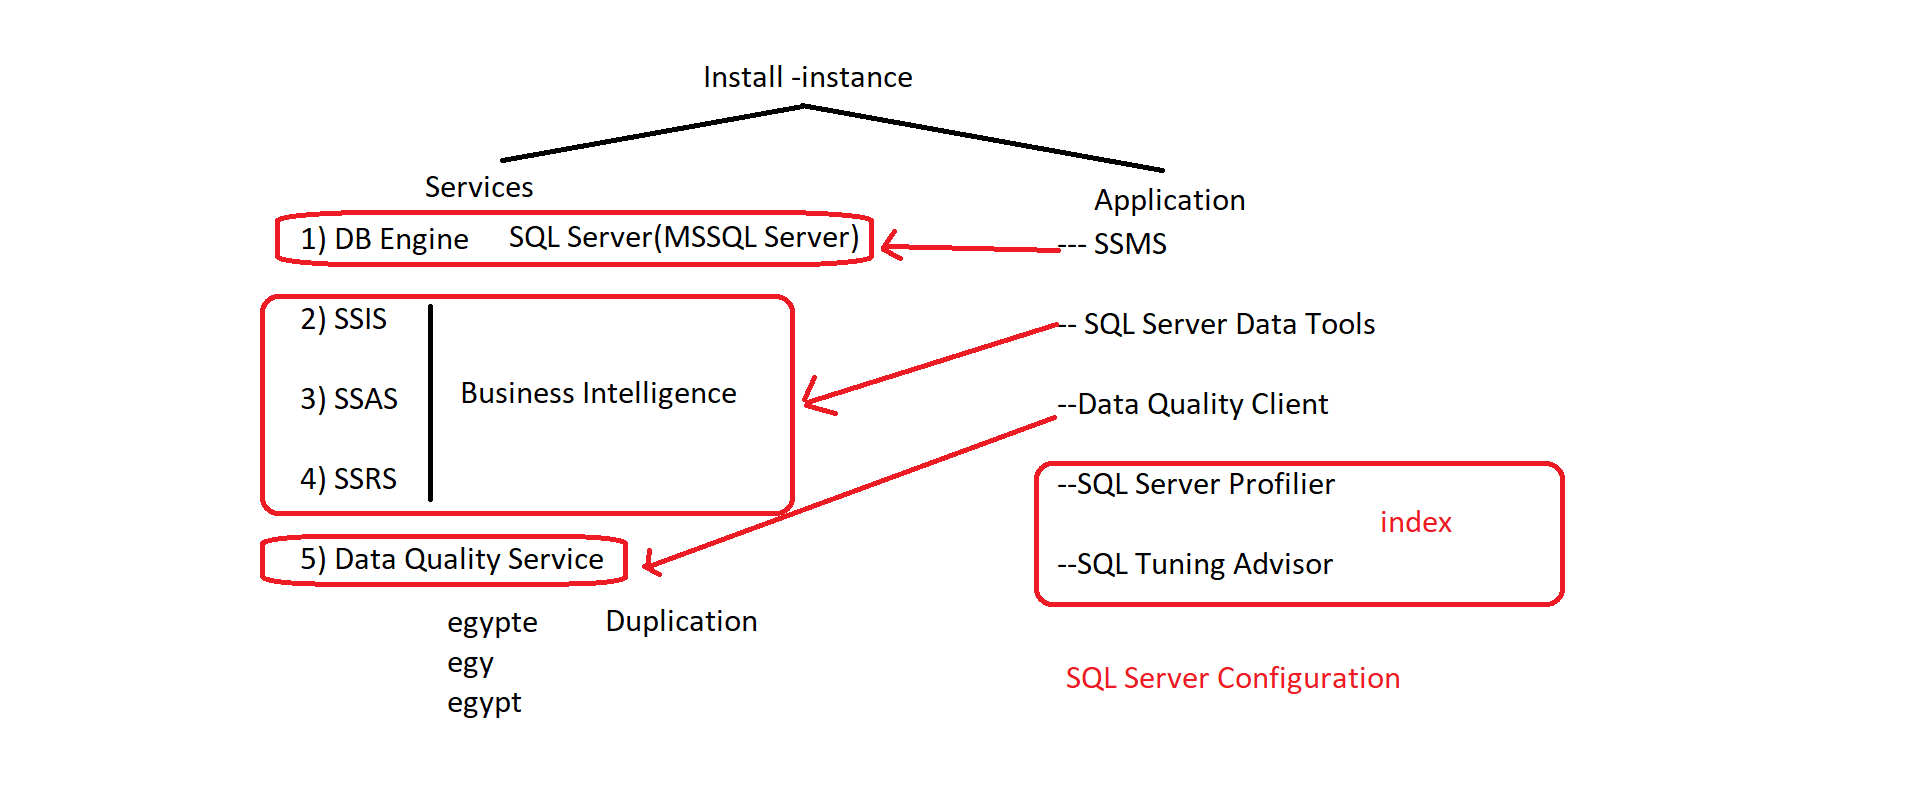 Install -instance
Services
1) DB Engine SQL Server(MSSQL Server)
2) SSIS
3) SSAS
Business Intelligence
4) SSRS
5) Data Quality Service
egypte Duplication
egy
egypt
Application
--- SSMS
-- SQL Server Data Tools
--Data Quality Client
--SQL Server Profilier
index
--SQL Tuning Advisor
SQL Server Configuration